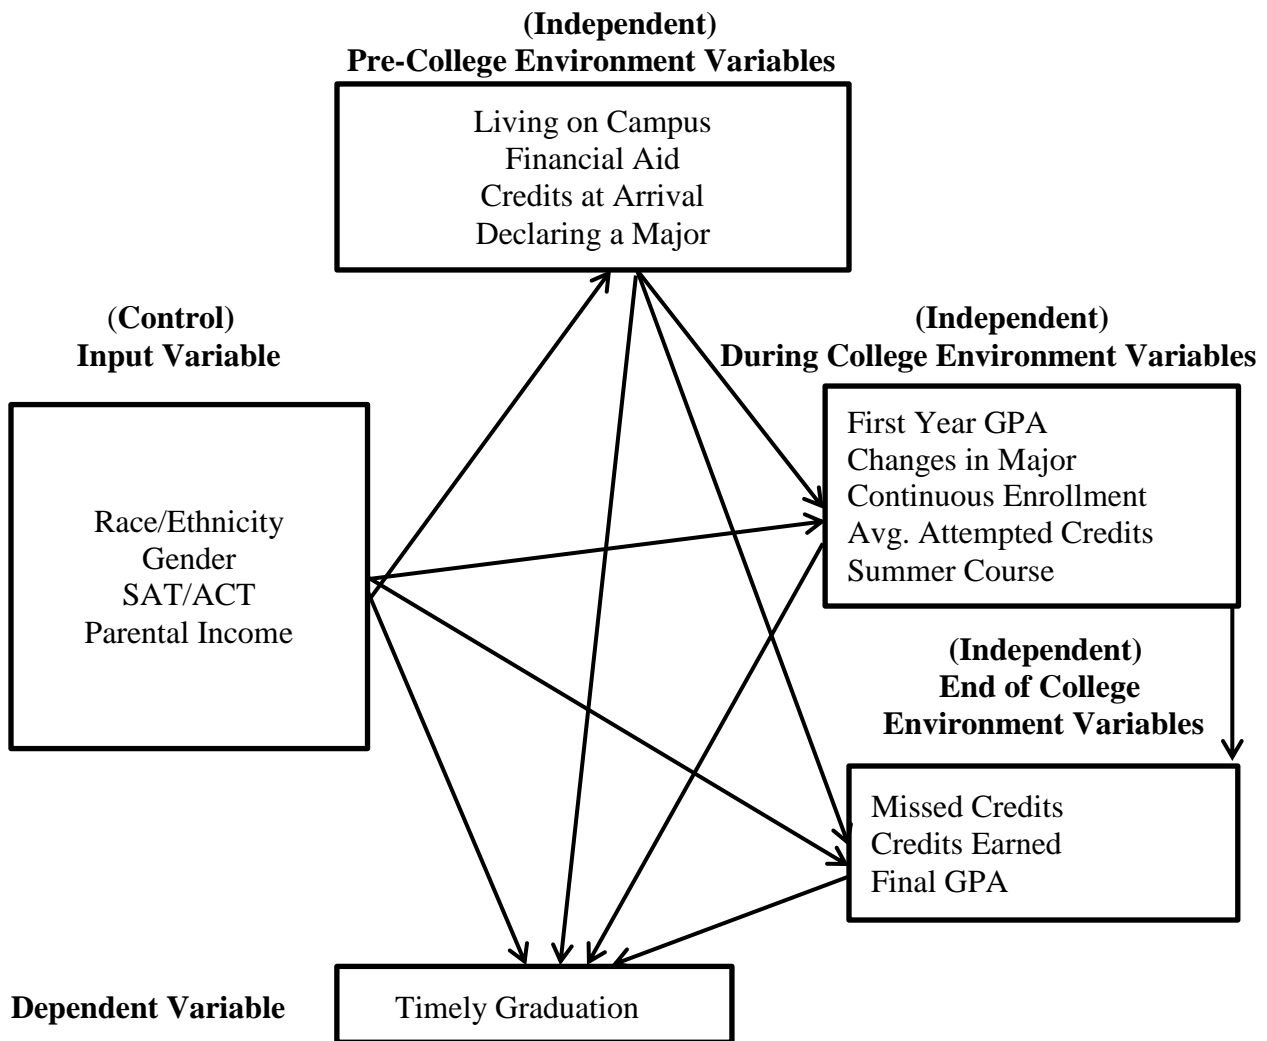 (Independent)
Pre-College Environment Variables
Living on Campus
Financial Aid
Credits at Arrival
Declaring a Major
(Control)
Input Variable
Race/Ethnicity
Gender
SAT/ACT
Parental Income
(Independent)
During College Environment Variables
First Year GPA
Changes in Major
Continuous Enrollment
Avg. Attempted Credits
Summer Course
(Independent)
End of College
Environment Variables
Missed Credits
Credits Earned
Final GPA
Dependent Variable
Timely Graduation